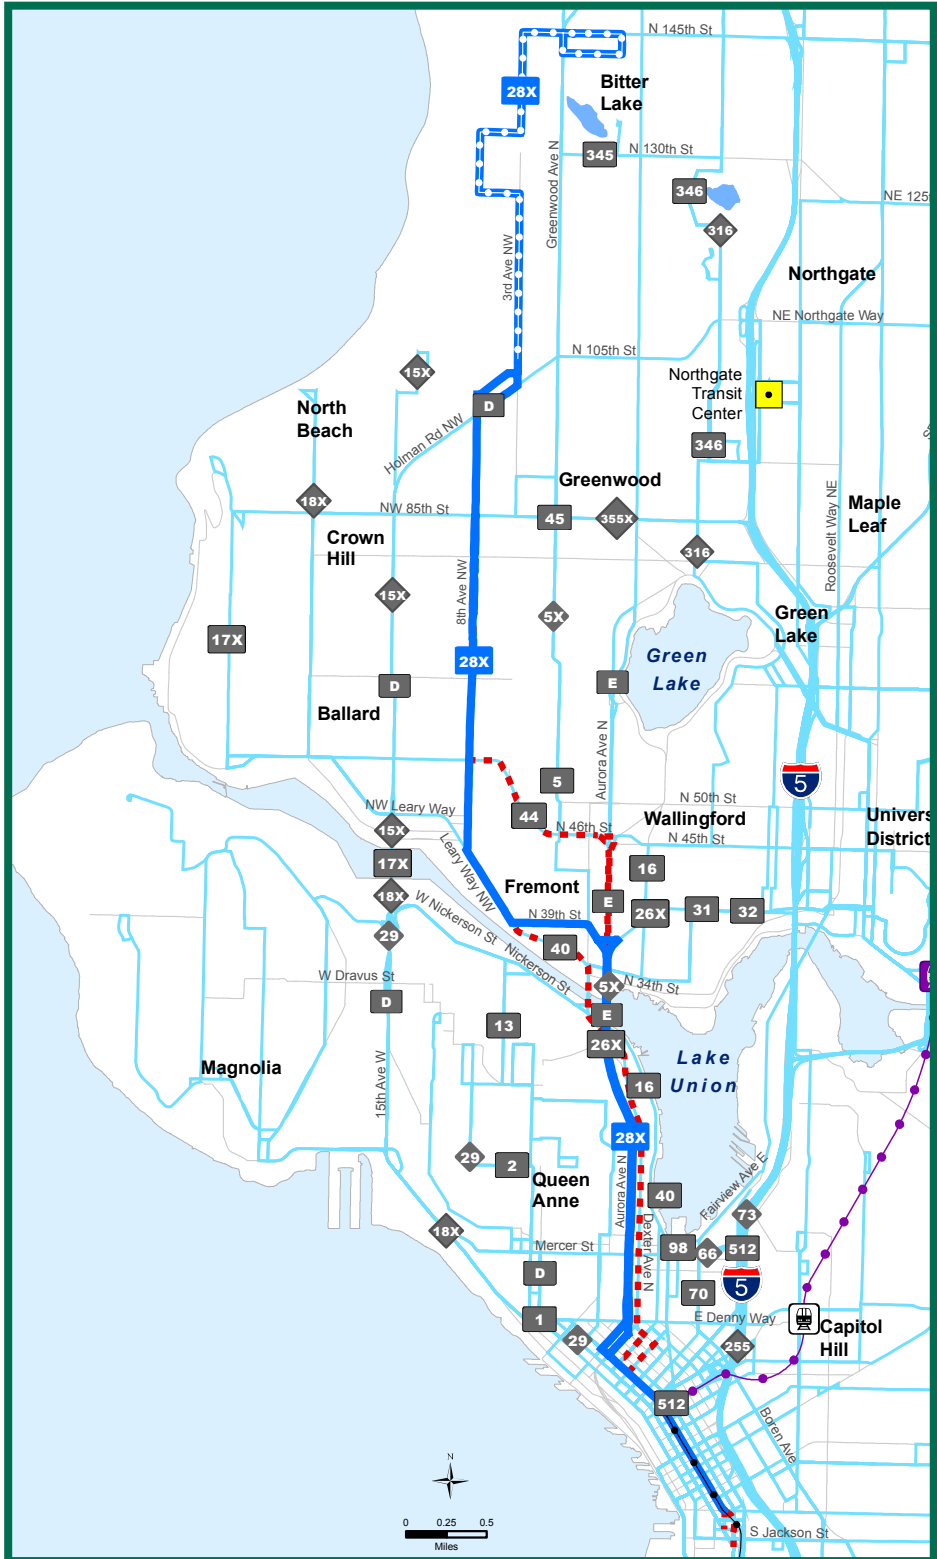 N 145th St
28X
Bitter
Lake
Greenwood Ave N
345
N 130th St
346
NE 125t
316
3rd Ave NW
Northgate
NE Northgate Way
N 105th St
15X
Northgate
Transit
Center
North
Beach
D
Holman Rd NW
346
Greenwood
18X
NW 85th St
45
355X
Maple
Leaf
Roosevelt Way NE
Crown
Hill
316
8th Ave NW
15X
5X
Green
Lake
17X
28X
Green
Lake
D
E
Ballard
Aurora Ave N
5
5
N 50th St
NW Leary Way
44
Wallingford
Univers
District
15X
N 46th St
N 45th St
Leary Way NW
17X
16
Fremont
18X
E
26X
31
32
W Nickerson St
N 39th St
29
40
Nickerson St
W Dravus St
5X
N 34th St
D
E
13
26X
Lake
Union
Magnolia
15th Ave W
16
28X
29
2
Queen
Anne
Aurora Ave N
40
Fairview Ave E
Dexter Ave N
73
18X
Mercer St
98
66
512
D
5
70
1
E Denny Way
29
Capitol
Hill
255
512
Boren Ave
N
0 0.25 0.5
Miles
S Jackson St